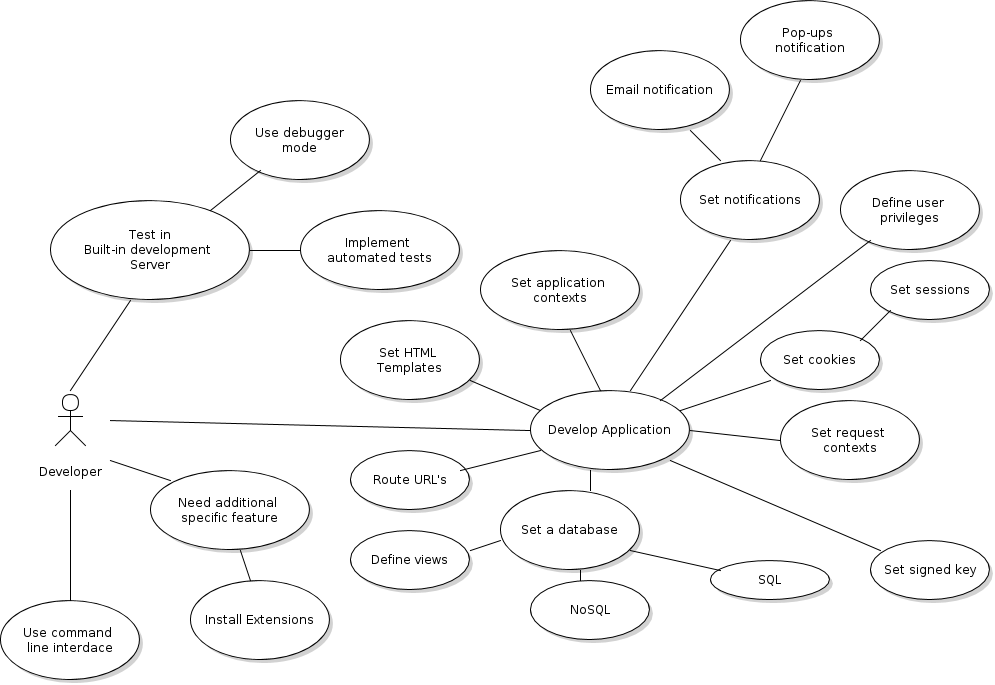 Pop-ups
notification
Email notification
Use debugger
mode
Set notifications
Define user
privileges
Test in
Built-in development
Server
Implement
automated tests
Set application
contexts
Set sessions
Set HTML
Templates
Set cookies
Develop Application
Set request
contexts
Developer
Route URL's
Need additional
specific feature
Set a database
Define views
SQL
Set signed key
NoSQL
Install Extensions
Use command
line interdace